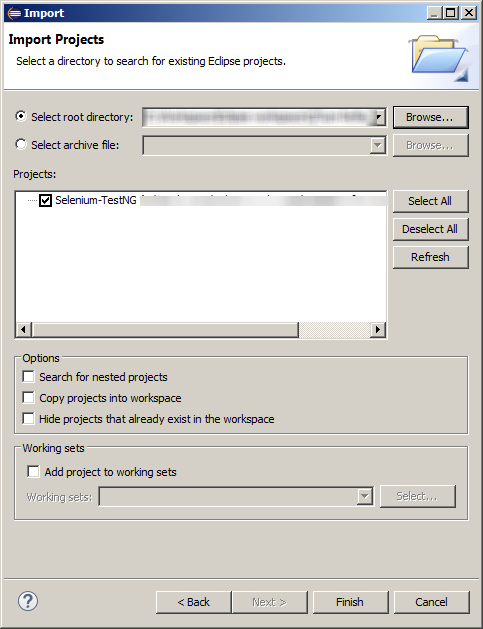 Import
Import Projects
Select a directory to search for existing Eclipse projects.
Select root directory:
Browse...
Select archive file:
Browse...
Projects:
Selenium-TestNG
Select All
Deselect All
Refresh
Options
Search for nested projects
Copy projects into workspace
Hide projects that already exist in the workspace
Working sets
Add project to working sets
Working sets:
Select...
?
< Back
Next >
Finish
Cancel